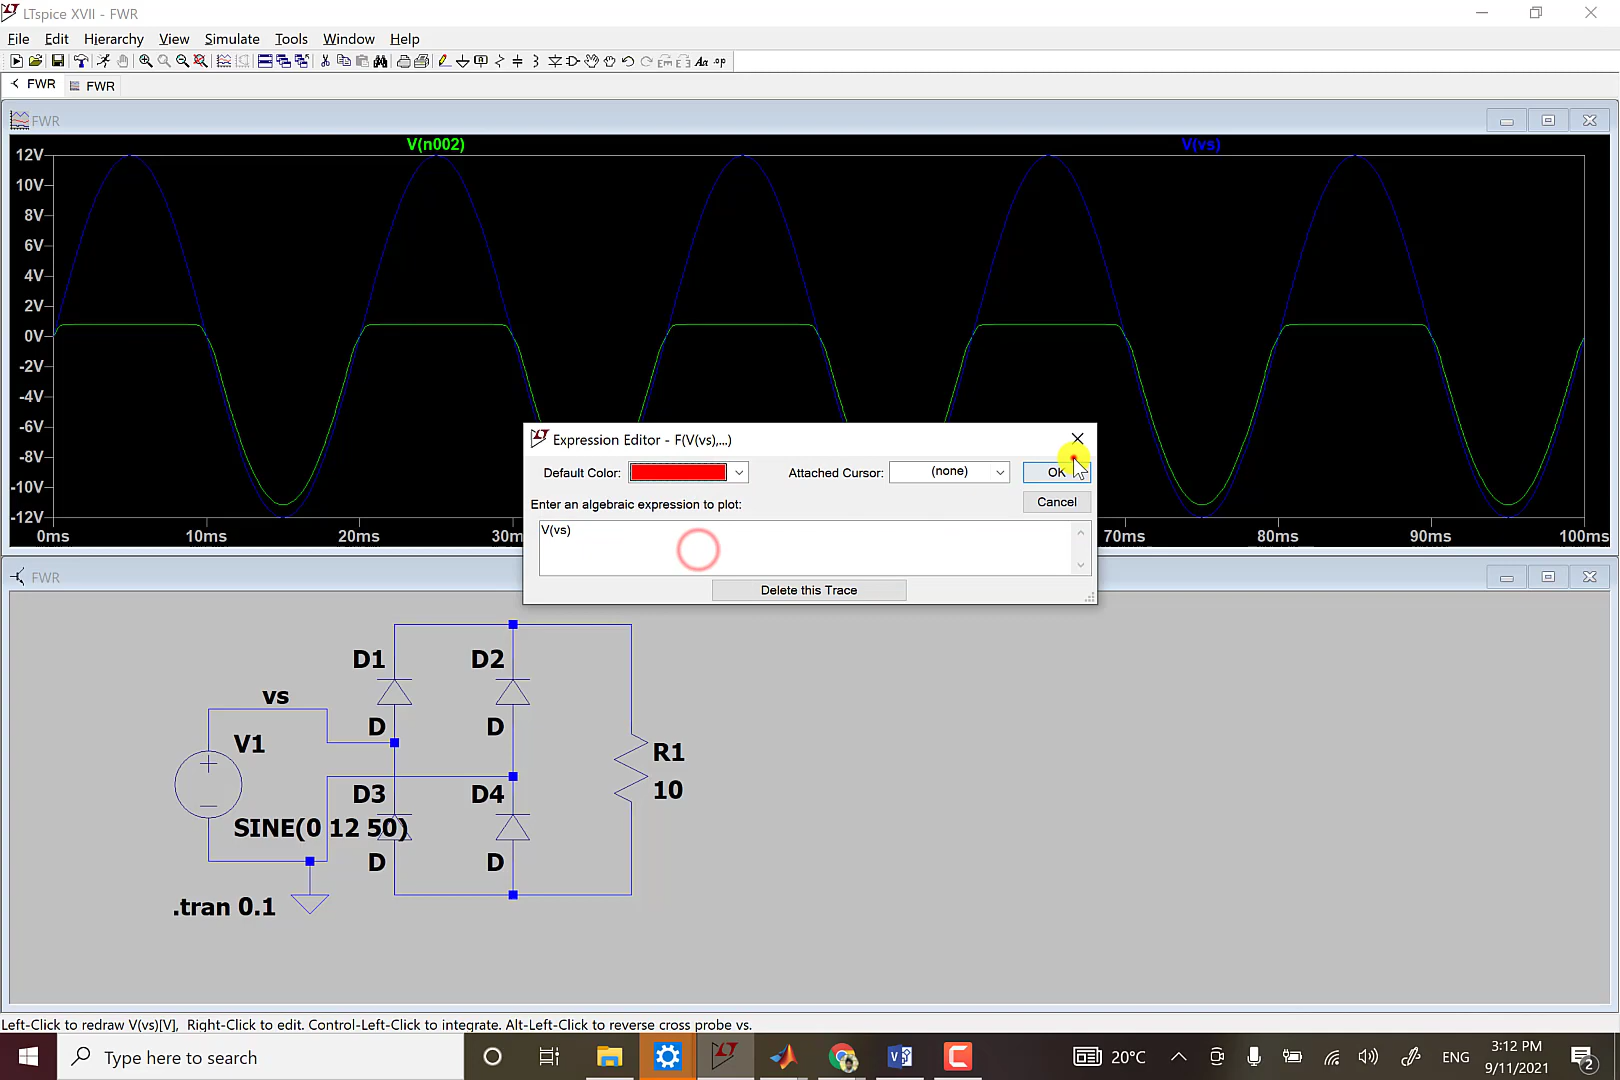 LTspice XVII - FWR
File Edit Hierarchy View Simulate Tools Window Help
FWR FWR
FWR
V(n002) V(vs)
12V
10V
8V
6V
4V
2V
0V
-2V
-4V
-6V
-8V
-10V
-12V
0ms 10ms 20ms 30m 70ms 80ms 90ms 100ms
Expression Editor - F(V(vs),...)
Default Color: Attached Cursor: (none) OK
Enter an algebraic expression to plot: Cancel
V(vs)
Delete this Trace
FWR
D1 D2
vs
D D
V1 R1
10
D3 D4
SINE(0 12 50)
D D
.tran 0.1
Left-Click to redraw V(vs)[V], Right-Click to edit. Control-Left-Click to integrate. Alt-Left-Click to reverse cross probe vs.
Type here to search 20°C ENG 3:12 PM
9/11/2021 2